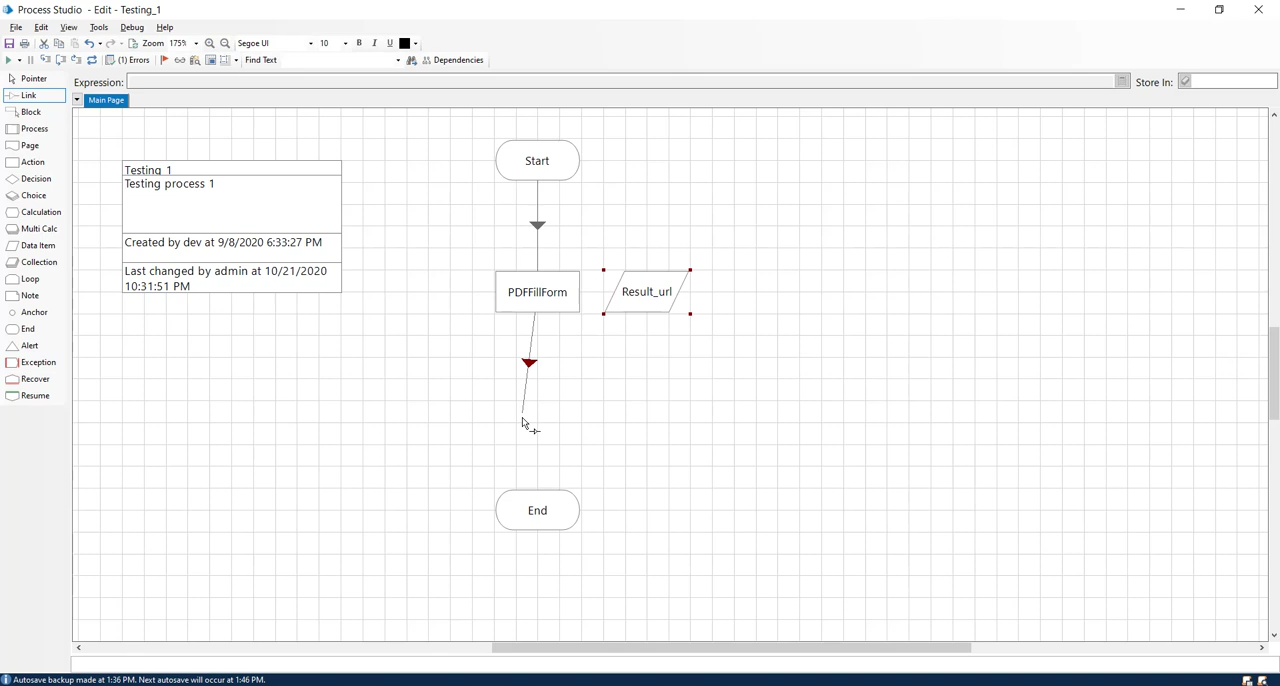 Process Studio - Edit - Testing_1
File Edit View Tools Debug Help
Zoom 175% Segoe UI 10 B I U
(1) Errors Find Text Dependencies
Pointer
Expression: Store In:
Link
Main Page
Block
Process
Page
Action
Decision
Choice
Calculation
Multi Calc
Data Item
Collection
Loop
Note
Anchor
End
Alert
Exception
Recover
Resume
Start
Testing_1
Testing process 1
Created by dev at 9/8/2020 6:33:27 PM
Last changed by admin at 10/21/2020
10:31:51 PM
PDFFillForm
Result_url
End
Autosave backup made at 1:36 PM. Next autosave will occur at 1:46 PM.